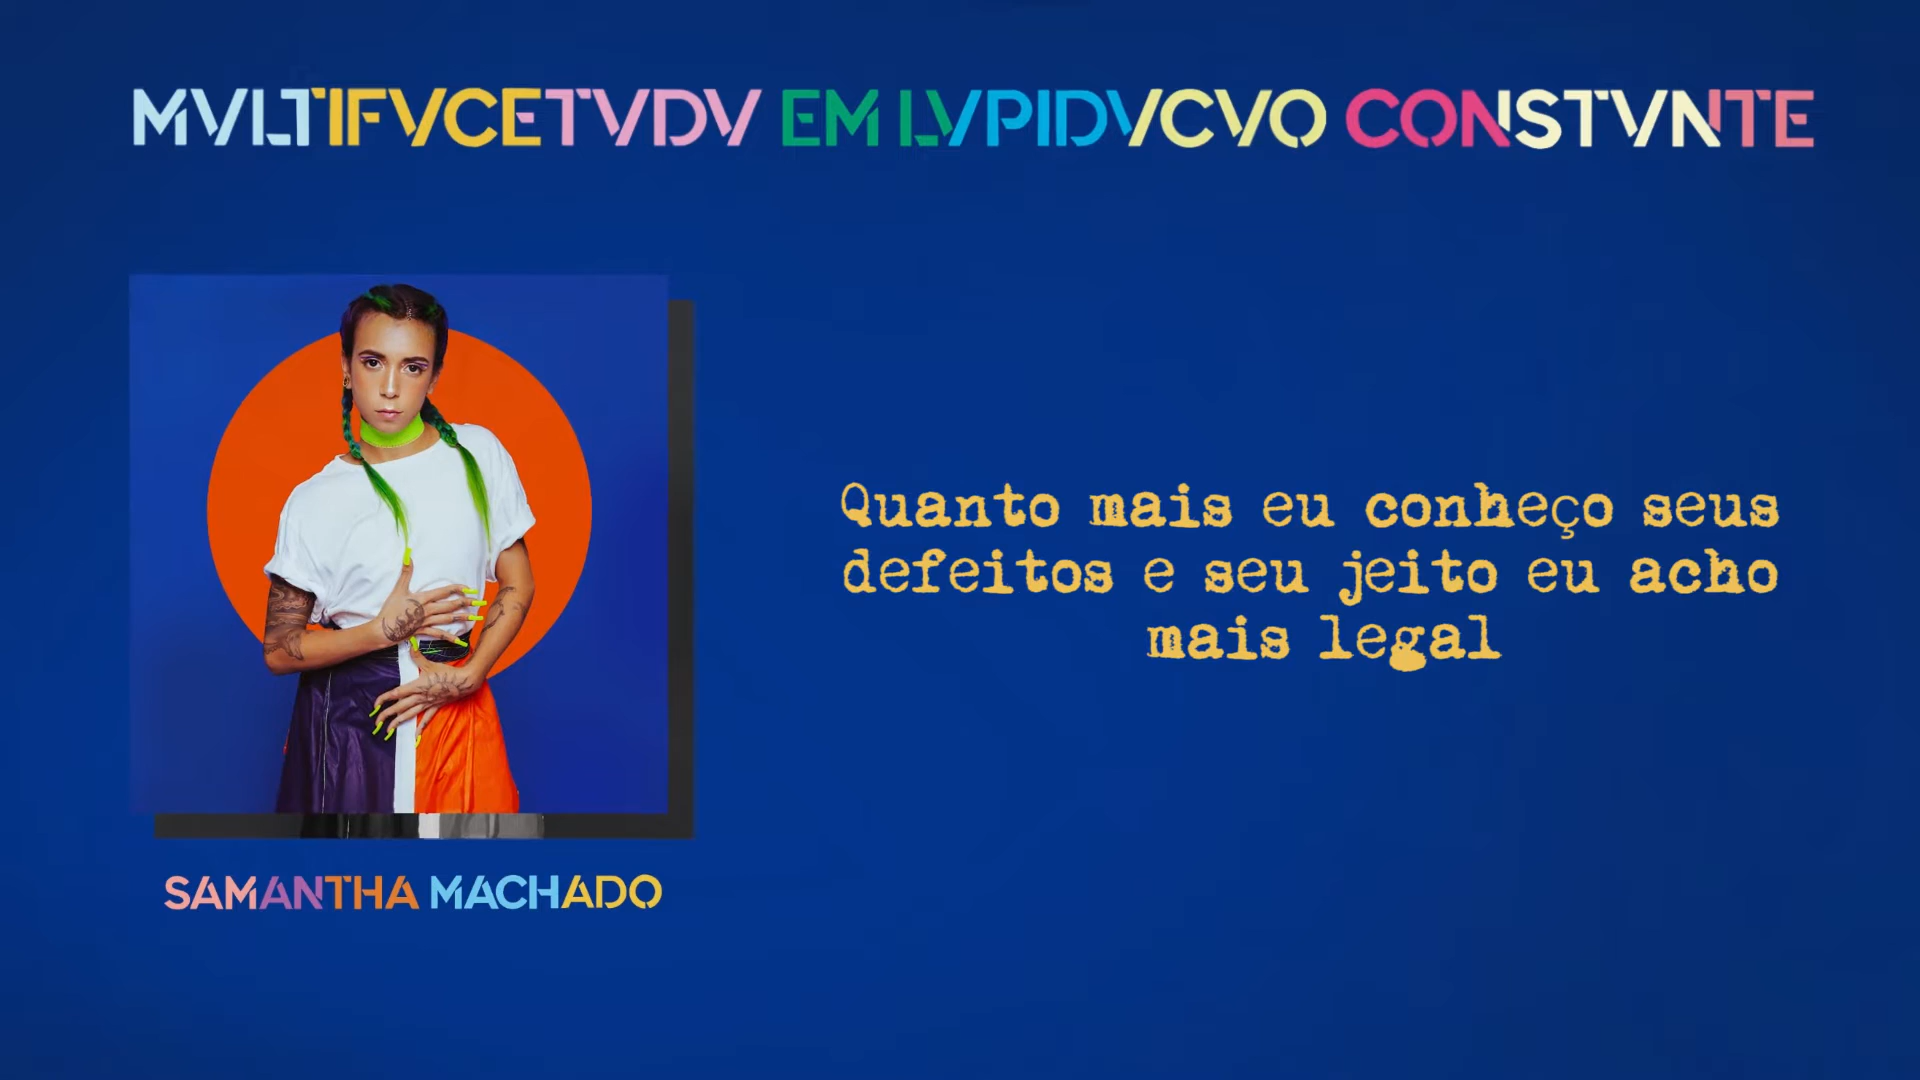 MVLTIFVCETVDV EM LVPIDVCVO CONSTVNTE
Quanto mais eu conheço seus
defeitos e seu jeito eu acho
mais legal
SAMANTHA MACHADO